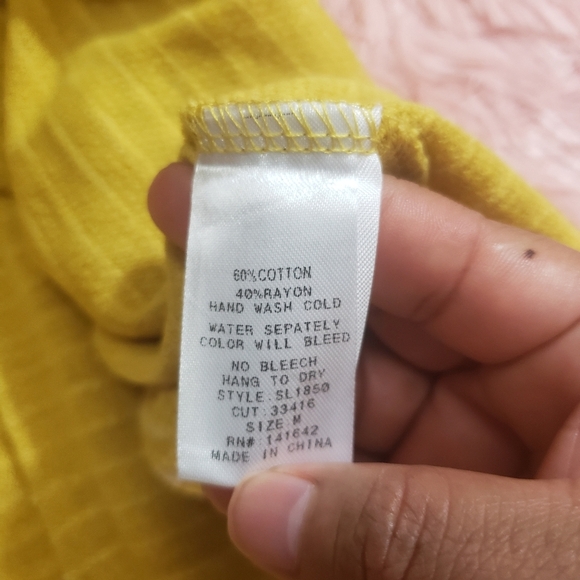 60%COTTON
40%RAYON
HAND WASH COLD
WATER SEPATELY
COLOR WILL BLEED
NO BLEECH
HANG TO DRY
STYLE:SL1850
CUT:33416
SIZE:M
RN#:141642
MADE IN CHINA